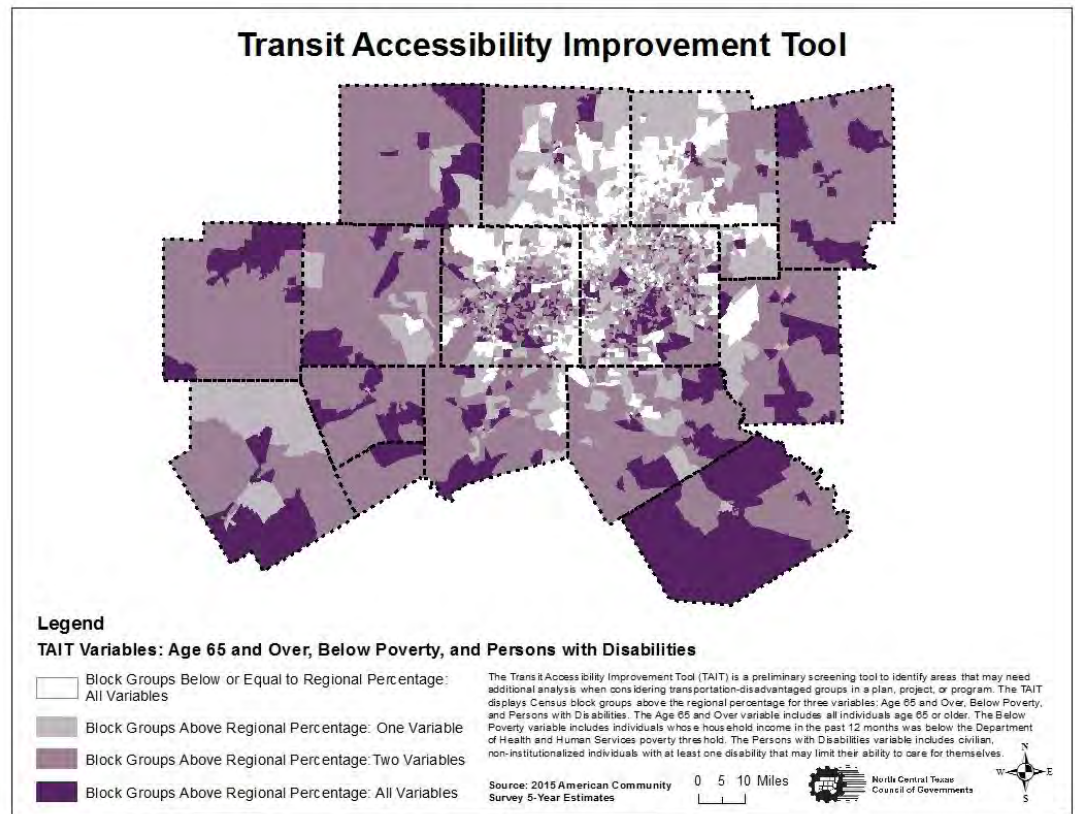 Transit Accessibility Improvement Tool
Legend
TAIT Variables: Age 65 and Over, Below Poverty, and Persons with Disabilities
Block Groups Below or Equal to Regional Percentage:
All Variables
Block Groups Above Regional Percentage: One Variable
Block Groups Above Regional Percentage: Two Variables
Block Groups Above Regional Percentage: All Variables
The Transit Accessibility Improvement Tool (TAIT) is a preliminary screening tool to identify areas that may need
additional analysis when considering transportation-disadvantaged groups in a plan, project, or program. The TAIT
displays Census block groups above the regional percentage for three variables: Age 65 and Over, Below Poverty,
and Persons with Disabilities. The Age 65 and Over variable includes all individuals age 65 or older. The Below
Poverty variable includes individuals whose household income in the past 12 months was below the Department
of Health and Human Services poverty threshold. The Persons with Disabilities variable includes civilian,
non-institutionalized individuals with at least one disability that may limit their ability to care for themselves.
Source: 2015 American Community
Survey 5-Year Estimates
0 5 10 Miles
North Central Texas
Council of Governments
N
W E
S